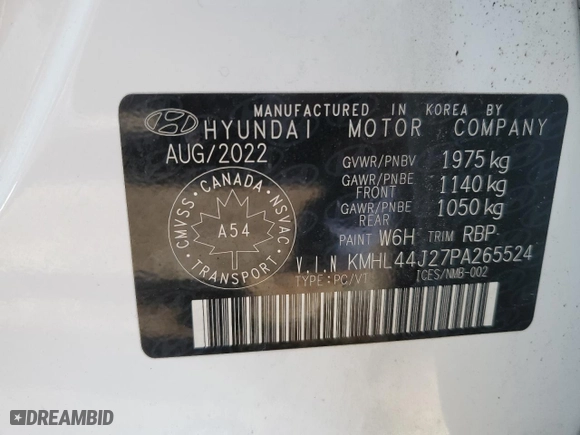 MANUFACTURED IN KOREA BY
HYUNDAI MOTOR COMPANY
AUG/2022
GVWR/PNBV 1975 kg
GAWR/PNBE FRONT 1140 kg
GAWR/PNBE REAR 1050 kg
PAINT W6H TRIM RBP
V.I.N KMHL44J27PA265524
TYPE:PC/VT ICES/NMB-002
CANADA
CMVSS NSVAC
A54
TRANSPORT
DREAMBID